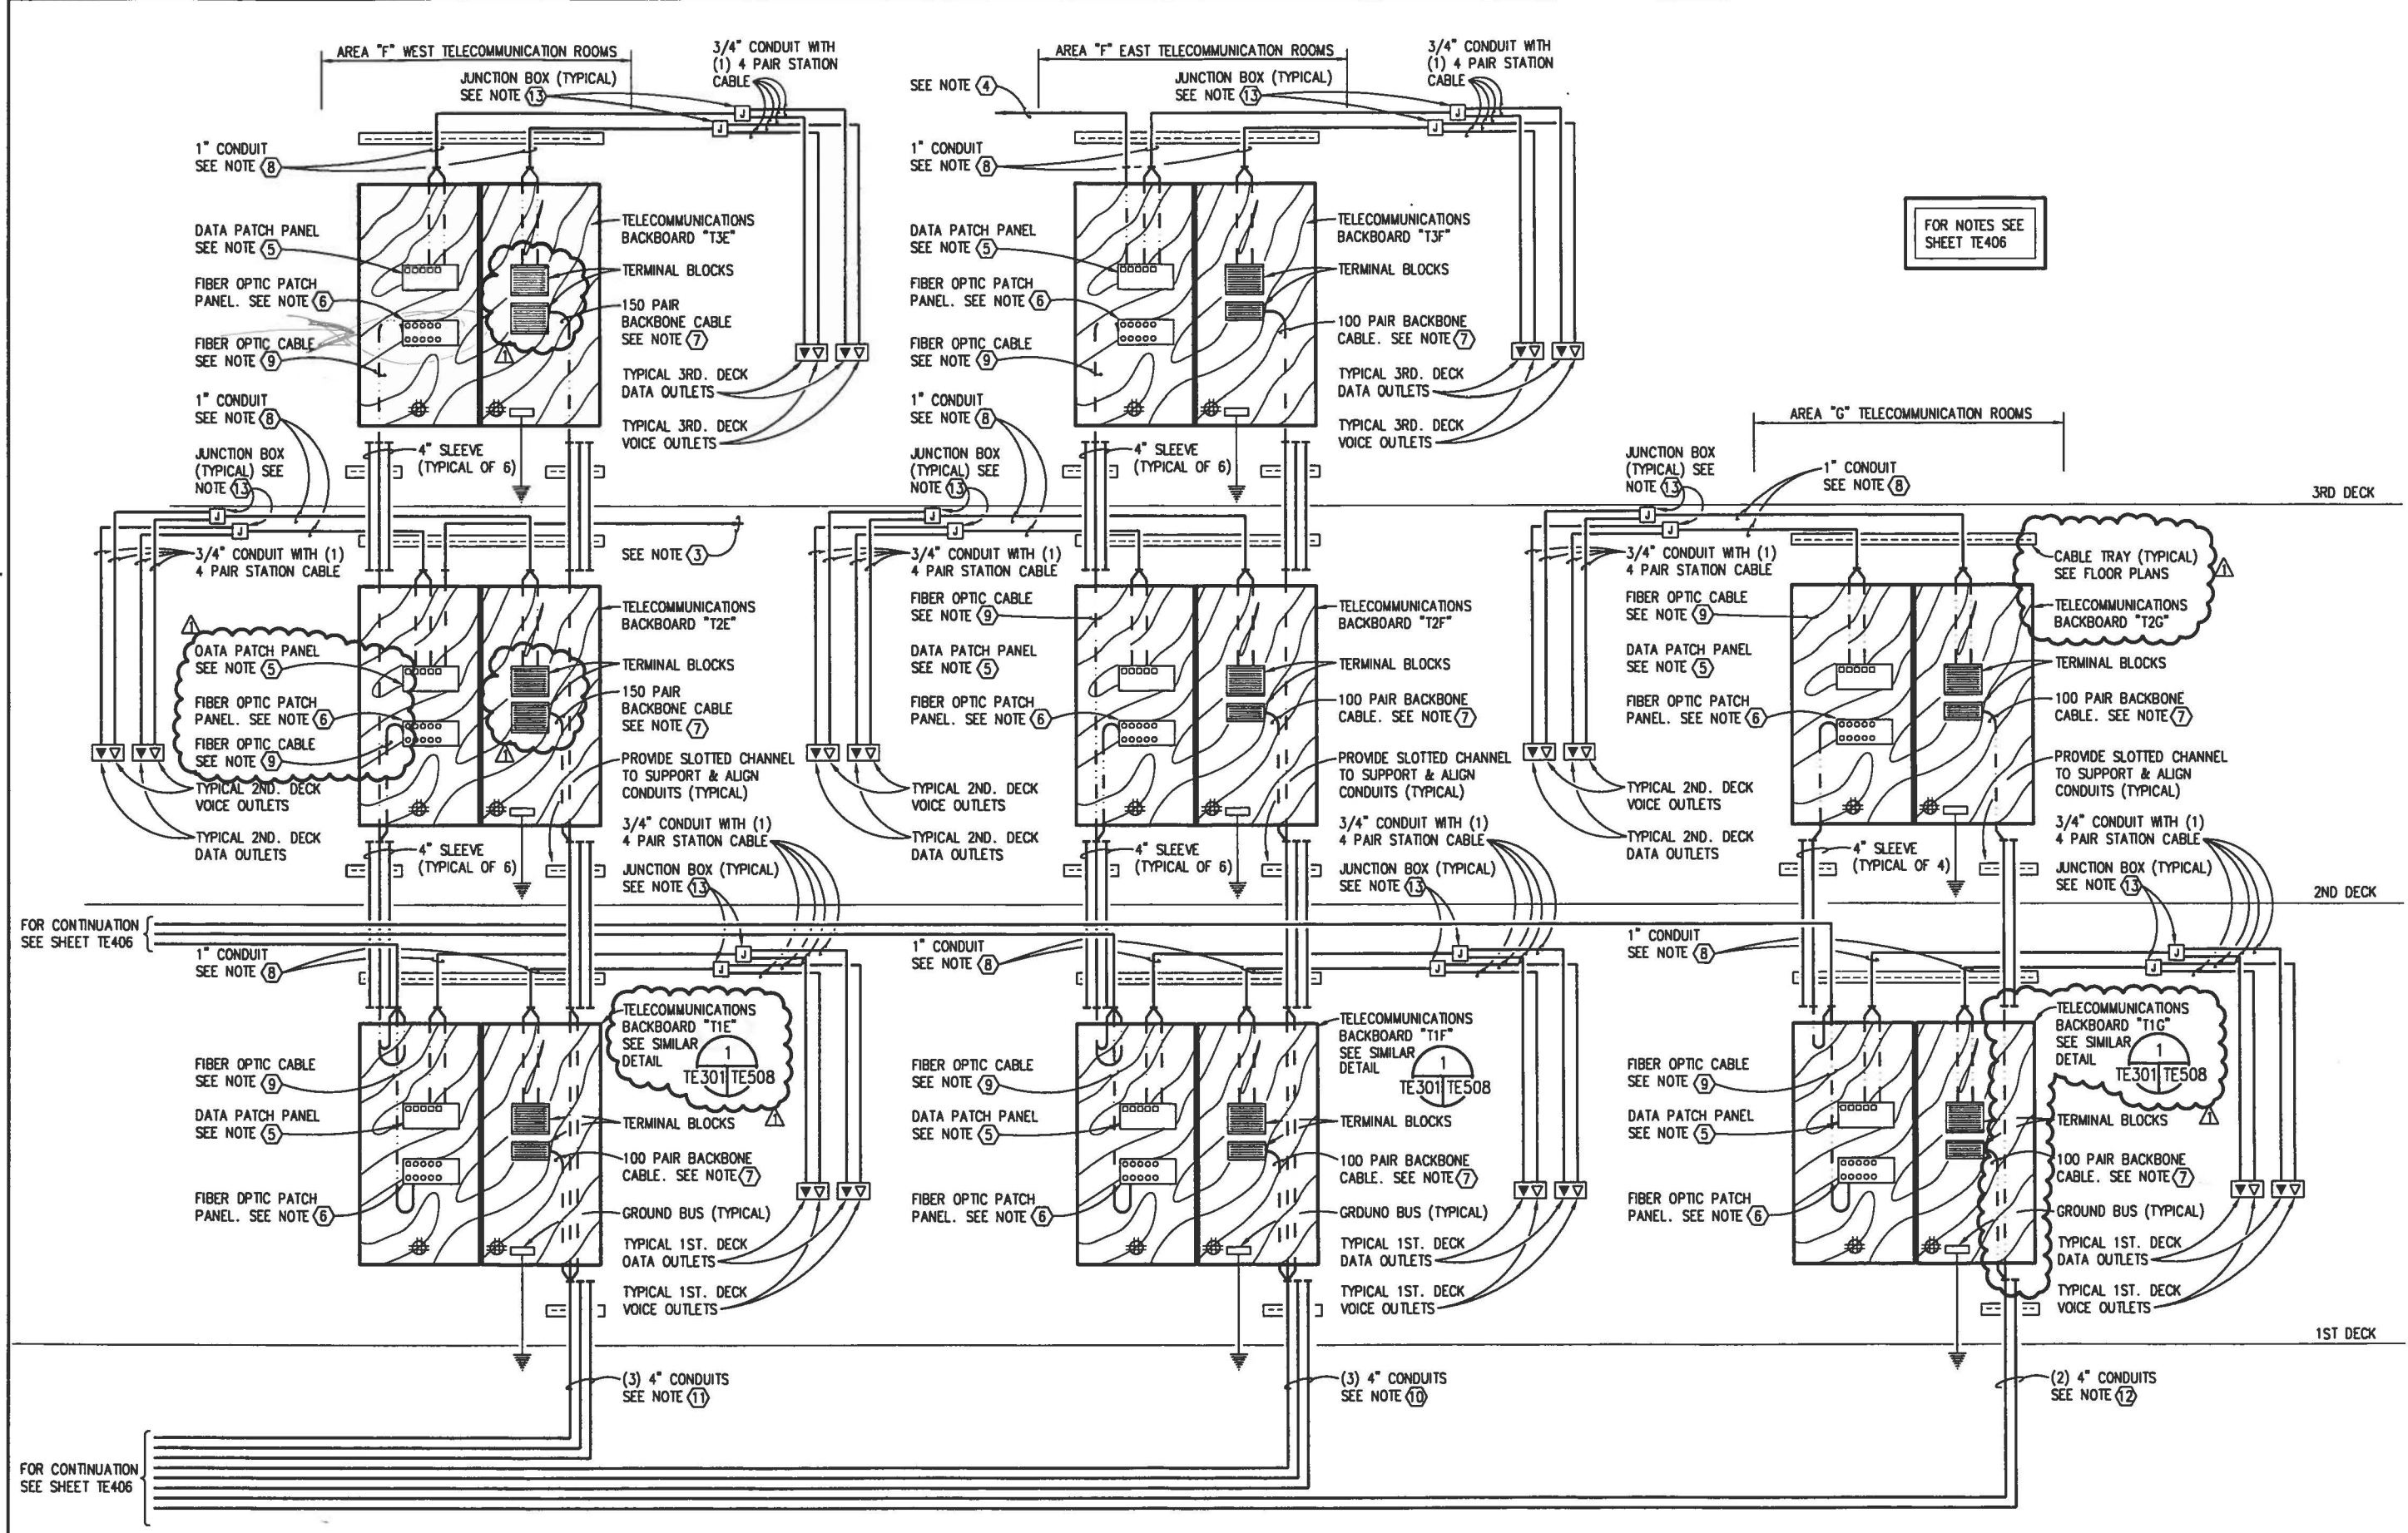 AREA "F" WEST TELECOMMUNICATION ROOMS
JUNCTION BOX (TYPICAL)
SEE NOTE 13
3/4" CONDUIT WITH
(1) 4 PAIR STATION
CABLE
J
J
1" CONDUIT
SEE NOTE 8
DATA PATCH PANEL
SEE NOTE 5
FIBER OPTIC PATCH
PANEL. SEE NOTE 6
FIBER OPTIC CABLE
SEE NOTE 9
TELECOMMUNICATIONS
BACKBOARD "T3E"
TERMINAL BLOCKS
150 PAIR
BACKBONE CABLE
SEE NOTE 7
1
TYPICAL 3RD. DECK
DATA OUTLETS
TYPICAL 3RD. DECK
VOICE OUTLETS
4" SLEEVE
(TYPICAL OF 6)
AREA "F" EAST TELECOMMUNICATION ROOMS
SEE NOTE 4
JUNCTION BOX (TYPICAL)
SEE NOTE 13
3/4" CONDUIT WITH
(1) 4 PAIR STATION
CABLE
J
J
1" CONDUIT
SEE NOTE 8
DATA PATCH PANEL
SEE NOTE 5
FIBER OPTIC PATCH
PANEL. SEE NOTE 6
FIBER OPTIC CABLE
SEE NOTE 9
TELECOMMUNICATIONS
BACKBOARD "T3F"
TERMINAL BLOCKS
100 PAIR BACKBONE
CABLE. SEE NOTE 7
TYPICAL 3RD. DECK
DATA OUTLETS
TYPICAL 3RD. DECK
VOICE OUTLETS
4" SLEEVE
(TYPICAL OF 6)
FOR NOTES SEE
SHEET TE406
AREA "G" TELECOMMUNICATION ROOMS
3RD DECK
1" CONDUIT
SEE NOTE 8
JUNCTION BOX
(TYPICAL) SEE
NOTE 13
J
J
3/4" CONDUIT WITH (1)
4 PAIR STATION CABLE
SEE NOTE 3
1
DATA PATCH PANEL
SEE NOTE 5
FIBER OPTIC PATCH
PANEL. SEE NOTE 6
FIBER OPTIC CABLE
SEE NOTE 9
TYPICAL 2ND. DECK
VOICE OUTLETS
TYPICAL 2ND. DECK
DATA OUTLETS
TELECOMMUNICATIONS
BACKBOARD "T2E"
TERMINAL BLOCKS
150 PAIR
BACKBONE CABLE
SEE NOTE 7
1
PROVIDE SLOTTED CHANNEL
TO SUPPORT & ALIGN
CONDUITS (TYPICAL)
4" SLEEVE
(TYPICAL OF 6)
3/4" CONDUIT WITH (1)
4 PAIR STATION CABLE
JUNCTION BOX (TYPICAL)
SEE NOTE 13
1" CONDUIT
SEE NOTE 8
JUNCTION BOX
(TYPICAL) SEE
NOTE 13
J
J
3/4" CONDUIT WITH (1)
4 PAIR STATION CABLE
FIBER OPTIC CABLE
SEE NOTE 9
DATA PATCH PANEL
SEE NOTE 5
FIBER OPTIC PATCH
PANEL. SEE NOTE 6
TYPICAL 2ND. DECK
VOICE OUTLETS
TYPICAL 2ND. DECK
DATA OUTLETS
TELECOMMUNICATIONS
BACKBOARD "T2F"
TERMINAL BLOCKS
100 PAIR BACKBONE
CABLE. SEE NOTE 7
PROVIDE SLOTTED CHANNEL
TO SUPPORT & ALIGN
CONDUITS (TYPICAL)
4" SLEEVE
(TYPICAL OF 6)
3/4" CONDUIT WITH (1)
4 PAIR STATION CABLE
JUNCTION BOX (TYPICAL)
SEE NOTE 13
JUNCTION BOX
(TYPICAL) SEE
NOTE 13
1" CONDUIT
SEE NOTE 8
J
J
3/4" CONDUIT WITH (1)
4 PAIR STATION CABLE
FIBER OPTIC CABLE
SEE NOTE 9
DATA PATCH PANEL
SEE NOTE 5
FIBER OPTIC PATCH
PANEL. SEE NOTE 6
TYPICAL 2ND. DECK
VOICE OUTLETS
TYPICAL 2ND. DECK
DATA OUTLETS
CABLE TRAY (TYPICAL)
SEE FLOOR PLANS
1
TELECOMMUNICATIONS
BACKBOARD "T2G"
TERMINAL BLOCKS
100 PAIR BACKBONE
CABLE. SEE NOTE 7
PROVIDE SLOTTED CHANNEL
TO SUPPORT & ALIGN
CONDUITS (TYPICAL)
4" SLEEVE
(TYPICAL OF 4)
3/4" CONDUIT WITH (1)
4 PAIR STATION CABLE
JUNCTION BOX (TYPICAL)
SEE NOTE 13
2ND DECK
FOR CONTINUATION
SEE SHEET TE406
1" CONDUIT
SEE NOTE 8
J
J
FIBER OPTIC CABLE
SEE NOTE 9
DATA PATCH PANEL
SEE NOTE 5
FIBER OPTIC PATCH
PANEL. SEE NOTE 6
TELECOMMUNICATIONS
BACKBOARD "T1E"
SEE SIMILAR
DETAIL
1
TE301 TE508
1
TERMINAL BLOCKS
100 PAIR BACKBONE
CABLE. SEE NOTE 7
GROUND BUS (TYPICAL)
TYPICAL 1ST. DECK
DATA OUTLETS
TYPICAL 1ST. DECK
VOICE OUTLETS
1" CONDUIT
SEE NOTE 8
J
J
FIBER OPTIC CABLE
SEE NOTE 9
DATA PATCH PANEL
SEE NOTE 5
FIBER OPTIC PATCH
PANEL. SEE NOTE 6
TELECOMMUNICATIONS
BACKBOARD "T1F"
SEE SIMILAR
DETAIL
1
TE301 TE508
TERMINAL BLOCKS
100 PAIR BACKBONE
CABLE. SEE NOTE 7
GROUND BUS (TYPICAL)
TYPICAL 1ST. DECK
DATA OUTLETS
TYPICAL 1ST. DECK
VOICE OUTLETS
1" CONDUIT
SEE NOTE 8
J
J
FIBER OPTIC CABLE
SEE NOTE 9
DATA PATCH PANEL
SEE NOTE 5
FIBER OPTIC PATCH
PANEL. SEE NOTE 6
TELECOMMUNICATIONS
BACKBOARD "T1G"
SEE SIMILAR
DETAIL
1
TE301 TE508
1
TERMINAL BLOCKS
100 PAIR BACKBONE
CABLE. SEE NOTE 7
GROUND BUS (TYPICAL)
TYPICAL 1ST. DECK
DATA OUTLETS
TYPICAL 1ST. DECK
VOICE OUTLETS
1ST DECK
(3) 4" CONDUITS
SEE NOTE 11
(3) 4" CONDUITS
SEE NOTE 10
(2) 4" CONDUITS
SEE NOTE 12
FOR CONTINUATION
SEE SHEET TE406